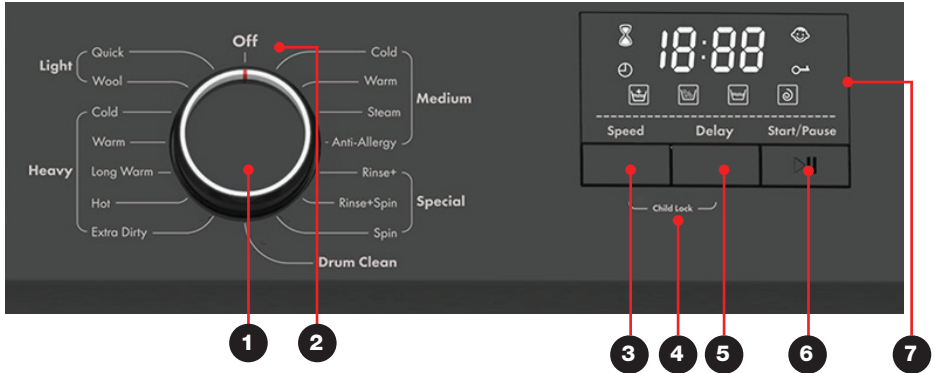 Off
Light
Quick
Wool
Heavy
Cold
Warm
Long Warm
Hot
Extra Dirty
Cold
Warm
Steam
Anti-Allergy
Medium
Rinse+
Rinse+Spin
Spin
Special
Drum Clean
18:88
Speed Delay Start/Pause
Child Lock
1 2 3 4 5 6 7